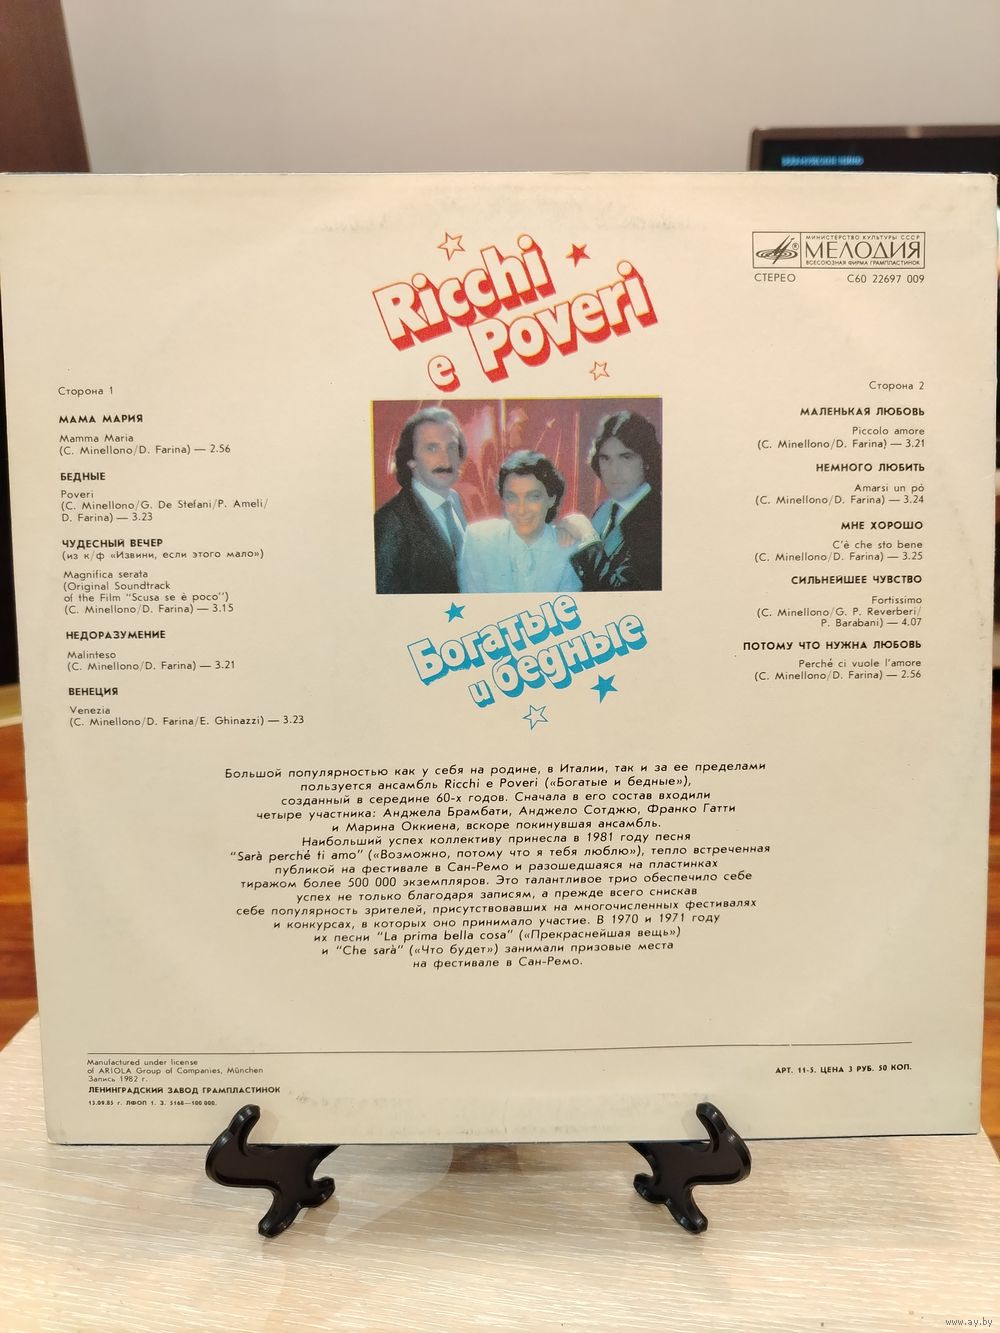 Ricchi
e Poveri
МИНИСТЕРСТВО КУЛЬТУРЫ СССР
МЕЛОДИЯ
ВСЕСОЮЗНАЯ ФИРМА ГРАМПЛАСТИНОК
СТЕРЕО С60 22697 009
Сторона 1
МАМА МАРИЯ
Mamma Maria
(C. Minellono/D. Farina) — 2.56
БЕДНЫЕ
Poveri
(C. Minellono/G. De Stefani/P. Ameli/
D. Farina) — 3.23
ЧУДЕСНЫЙ ВЕЧЕР
(из к/ф «Извини, если этого мало»)
Magnifica serata
(Original Soundtrack
of the Film "Scusa se è poco")
(C. Minellono/D. Farina) — 3.15
НЕДОРАЗУМЕНИЕ
Malinteso
(C. Minellono/D. Farina) — 3.21
ВЕНЕЦИЯ
Venezia
(C. Minellono/D. Farina/E. Ghinazzi) — 3.23
Сторона 2
МАЛЕНЬКАЯ ЛЮБОВЬ
Piccolo amore
(C. Minellono/D. Farina) — 3.21
НЕМНОГО ЛЮБИТЬ
Amarsi un pò
(C. Minellono/D. Farina) — 3.24
МНЕ ХОРОШО
C'è che sto bene
(C. Minellono/D. Farina) — 3.25
СИЛЬНЕЙШЕЕ ЧУВСТВО
Fortissimo
(C. Minellono/G. P. Reverberi/
P. Barabani) — 4.07
ПОТОМУ ЧТО НУЖНА ЛЮБОВЬ
Perché ci vuole l'amore
(C. Minellono/D. Farina) — 2.56
Богатые
и бедные
Большой популярностью как у себя на родине, в Италии, так и за ее пределами
пользуется ансамбль Ricchi e Poveri («Богатые и бедные»),
созданный в середине 60-х годов. Сначала в его состав входили
четыре участника: Анджела Брамбати, Анджело Сотджю, Франко Гатти
и Марина Оккиена, вскоре покинувшая ансамбль.
Наибольший успех коллективу принесла в 1981 году песня
"Sarà perché ti amo" («Возможно, потому что я тебя люблю»), тепло встреченная
публикой на фестивале в Сан-Ремо и разошедшаяся на пластинках
тиражом более 500 000 экземпляров. Это талантливое трио обеспечило себе
успех не только благодаря записям, а прежде всего снискав
себе популярность зрителей, присутствовавших на многочисленных фестивалях
и конкурсах, в которых оно принимало участие. В 1970 и 1971 году
их песни "La prima bella cosa" («Прекраснейшая вещь»)
и "Che sarà" («Что будет») занимали призовые места
на фестивале в Сан-Ремо.
Manufactured under license
of ARIOLA Group of Companies, München
Запись 1982 г.
ЛЕНИНГРАДСКИЙ ЗАВОД ГРАМПЛАСТИНОК
13.09.85 г. ЛФОП 1. З. 5168—100 000.
АРТ. 11-5. ЦЕНА 3 РУБ. 50 КОП.
www.ay.by